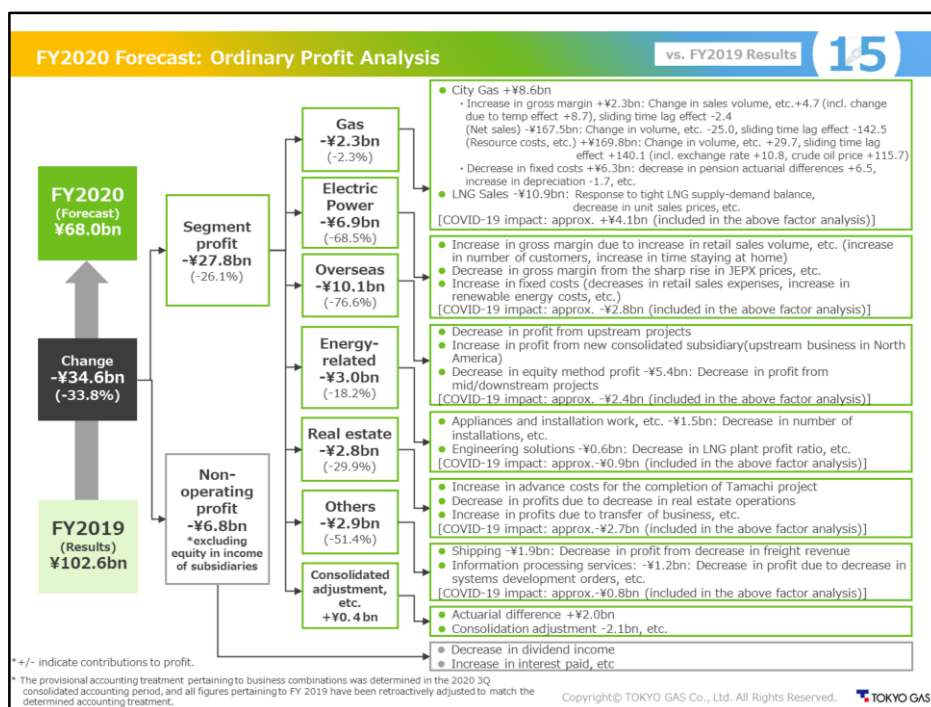 FY2020 Forecast: Ordinary Profit Analysis
vs. FY2019 Results
15
FY2020
(Forecast)
¥68.0bn
Change
-¥34.6bn
(-33.8%)
FY2019
(Results)
¥102.6bn
Segment
profit
-¥27.8bn
(-26.1%)
Non-
operating
profit
-¥6.8bn
*excluding
equity in income
of subsidiaries
Gas
-¥2.3bn
(-2.3%)
Electric
Power
-¥6.9bn
(-68.5%)
Overseas
-¥10.1bn
(-76.6%)
Energy-
related
-¥3.0bn
(-18.2%)
Real estate
-¥2.8bn
(-29.9%)
Others
-¥2.9bn
(-51.4%)
Consolidated
adjustment,
etc.
+¥0.4bn
● City Gas +¥8.6bn
・Increase in gross margin +¥2.3bn: Change in sales volume, etc.+4.7 (incl. change
due to temp effect +8.7), sliding time lag effect -2.4
(Net sales) -¥167.5bn: Change in volume, etc. -25.0, sliding time lag effect -142.5
(Resource costs, etc.) +¥169.8bn: Change in volume, etc. +29.7, sliding time lag
effect +140.1 (incl. exchange rate +10.8, crude oil price +115.7)
・Decrease in fixed costs +¥6.3bn: decrease in pension actuarial differences +6.5,
increase in depreciation -1.7, etc.
● LNG Sales -¥10.9bn: Response to tight LNG supply-demand balance,
decrease in unit sales prices, etc.
[COVID-19 impact: approx. +¥4.1bn (included in the above factor analysis)]
● Increase in gross margin due to increase in retail sales volume, etc. (increase
in number of customers, increase in time staying at home)
● Decrease in gross margin from the sharp rise in JEPX prices, etc.
● Increase in fixed costs (decreases in retail sales expenses, increase in
renewable energy costs, etc.)
[COVID-19 impact: approx. -¥2.8bn (included in the above factor analysis)]
● Decrease in profit from upstream projects
● Increase in profit from new consolidated subsidiary(upstream business in North
America)
● Decrease in equity method profit -¥5.4bn: Decrease in profit from
mid/downstream projects
[COVID-19 impact: approx. -¥2.4bn (included in the above factor analysis)]
● Appliances and installation work, etc. -¥1.5bn: Decrease in number of
installations, etc.
● Engineering solutions -¥0.6bn: Decrease in LNG plant profit ratio, etc.
[COVID-19 impact: approx.-¥0.9bn (included in the above factor analysis)]
● Increase in advance costs for the completion of Tamachi project
● Decrease in profits due to decrease in real estate operations
● Increase in profits due to transfer of business, etc.
[COVID-19 impact: approx.-¥2.7bn (included in the above factor analysis)]
● Shipping -¥1.9bn: Decrease in profit from decrease in freight revenue
● Information processing services: -¥1.2bn: Decrease in profit due to decrease in
systems development orders, etc.
[COVID-19 impact: approx.-¥0.8bn (included in the above factor analysis)]
● Actuarial difference +¥2.0bn
● Consolidation adjustment -2.1bn, etc.
● Decrease in dividend income
● Increase in interest paid, etc
*+/- indicate contributions to profit.
* The provisional accounting treatment pertaining to business combinations was determined in the 2020 3Q
consolidated accounting period, and all figures pertaining to FY 2019 have been retroactively adjusted to match the
determined accounting treatment.
Copyright© TOKYO GAS Co., Ltd. All Rights Reserved.
TOKYO GAS